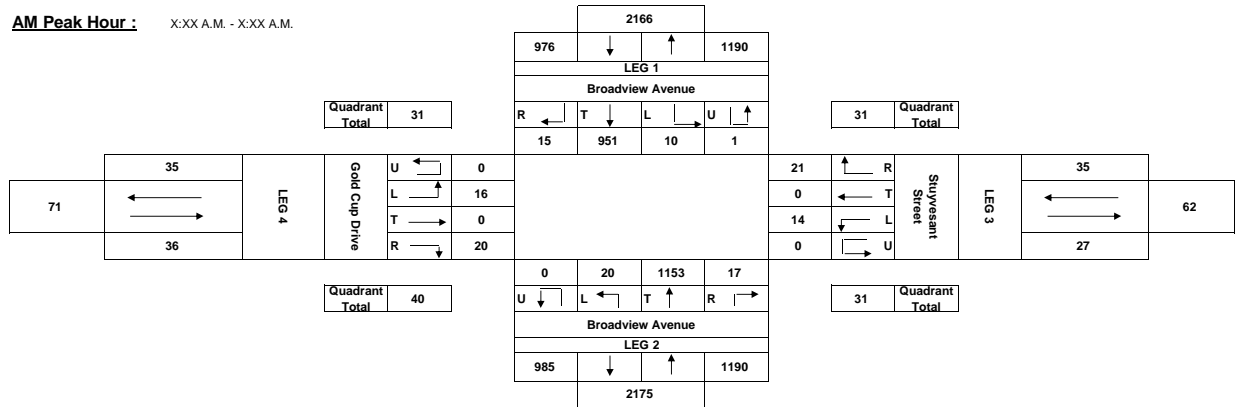 AM Peak Hour : X:XX A.M. - X:XX A.M.
2166
976 1190
LEG 1
Broadview Avenue
Quadrant Total 31
R T L U
31 Quadrant Total
15 951 10 1
35
U 0
21 R
35
71
LEG 4
Gold Cup Drive
L 16
0 T
Stuyvesant
Street
LEG 3
62
T 0
14 L
36
R 20
0 U
27
0 20 1153 17
Quadrant Total 40
U L T R
31 Quadrant Total
Broadview Avenue
LEG 2
985 1190
2175